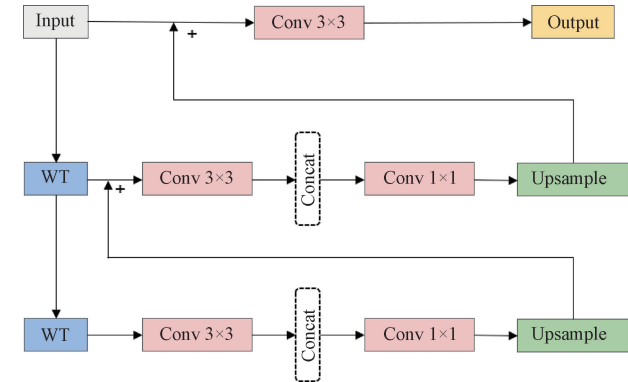 Input
Conv 3×3
Output
+
WT
+
Conv 3×3
Concat
Conv 1×1
Upsample
WT
Conv 3×3
Concat
Conv 1×1
Upsample